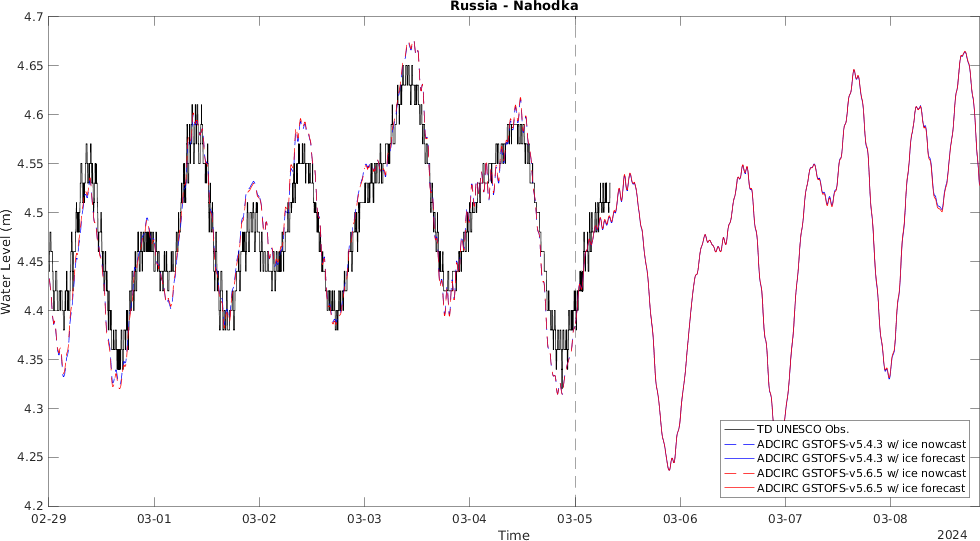 Russia - Nahodka
4.7
4.65
4.6
4.55
4.5
4.45
4.4
4.35
4.3
4.25
4.2
Water Level (m)
TD UNESCO Obs.
ADCIRC GSTOFS-v5.4.3 w/ ice nowcast
ADCIRC GSTOFS-v5.4.3 w/ ice forecast
ADCIRC GSTOFS-v5.6.5 w/ ice nowcast
ADCIRC GSTOFS-v5.6.5 w/ ice forecast
02-29 03-01 03-02 03-03 03-04 03-05 03-06 03-07 03-08
Time
2024